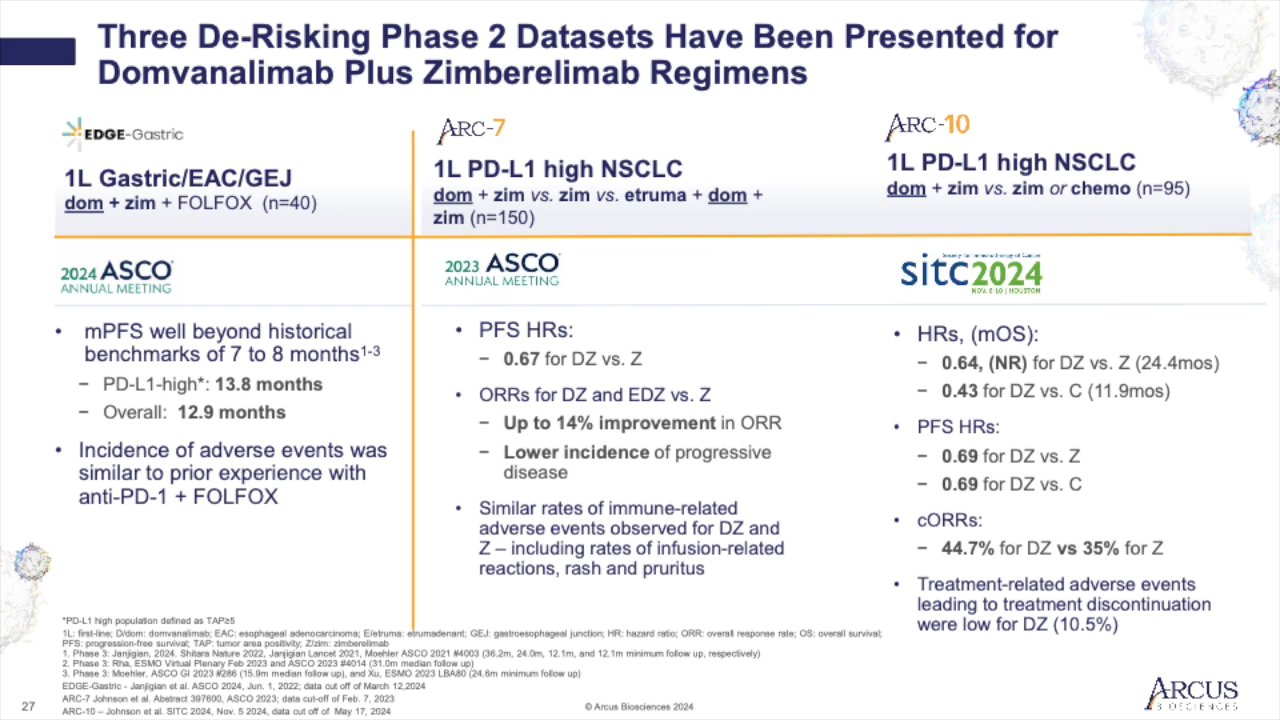 Three De-Risking Phase 2 Datasets Have Been Presented for
Domvanalimab Plus Zimberelimab Regimens
EDGE-Gastric
1L Gastric/EAC/GEJ
dom + zim + FOLFOX (n=40)
2024 ASCO
ANNUAL MEETING
• mPFS well beyond historical
benchmarks of 7 to 8 months1-3
− PD-L1-high*: 13.8 months
− Overall: 12.9 months
• Incidence of adverse events was
similar to prior experience with
anti-PD-1 + FOLFOX
ARC-7
1L PD-L1 high NSCLC
dom + zim vs. zim vs. etruma + dom +
zim (n=150)
2023 ASCO
ANNUAL MEETING
• PFS HRs:
− 0.67 for DZ vs. Z
• ORRs for DZ and EDZ vs. Z
− Up to 14% improvement in ORR
− Lower incidence of progressive
disease
• Similar rates of immune-related
adverse events observed for DZ and
Z – including rates of infusion-related
reactions, rash and pruritus
ARC-10
1L PD-L1 high NSCLC
dom + zim vs. zim or chemo (n=95)
Society for Immunotherapy of Cancer
sitc2024
NOV. 6-10 | HOUSTON
• HRs, (mOS):
− 0.64, (NR) for DZ vs. Z (24.4mos)
− 0.43 for DZ vs. C (11.9mos)
• PFS HRs:
− 0.69 for DZ vs. Z
− 0.69 for DZ vs. C
• cORRs:
− 44.7% for DZ vs 35% for Z
• Treatment-related adverse events
leading to treatment discontinuation
were low for DZ (10.5%)
*PD-L1 high population defined as TAP≥5
1L: first-line; D/dom: domvanalimab; EAC: esophageal adenocarcinoma; E/etruma: etrumadenant; GEJ: gastroesophageal junction; HR: hazard ratio; ORR: overall response rate; OS: overall survival;
PFS: progression-free survival; TAP: tumor area positivity; Z/zim: zimberelimab
1. Phase 3: Janjigian, 2024. Shitara Nature 2022, Janjigian Lancet 2021, Moehler ASCO 2021 #4003 (36.2m, 24.0m, 12.1m, and 12.1m minimum follow up, respectively)
2. Phase 3: Rha, ESMO Virtual Plenary Feb 2023 and ASCO 2023 #4014 (31.0m median follow up)
3. Phase 3: Moehler, ASCO GI 2023 #286 (15.9m median follow up), and Xu, ESMO 2023 LBA80 (24.6m minimum follow up)
EDGE-Gastric - Janjigian et al. ASCO 2024, Jun. 1, 2022; data cut off of March 12,2024
ARC-7 Johnson et al. Abstract 397600, ASCO 2023; data cut-off of Feb. 7, 2023
ARC-10 – Johnson et al. SITC 2024, Nov. 5 2024, data cut off of May 17, 2024
27
© Arcus Biosciences 2024
ARCUS
BIOSCIENCES